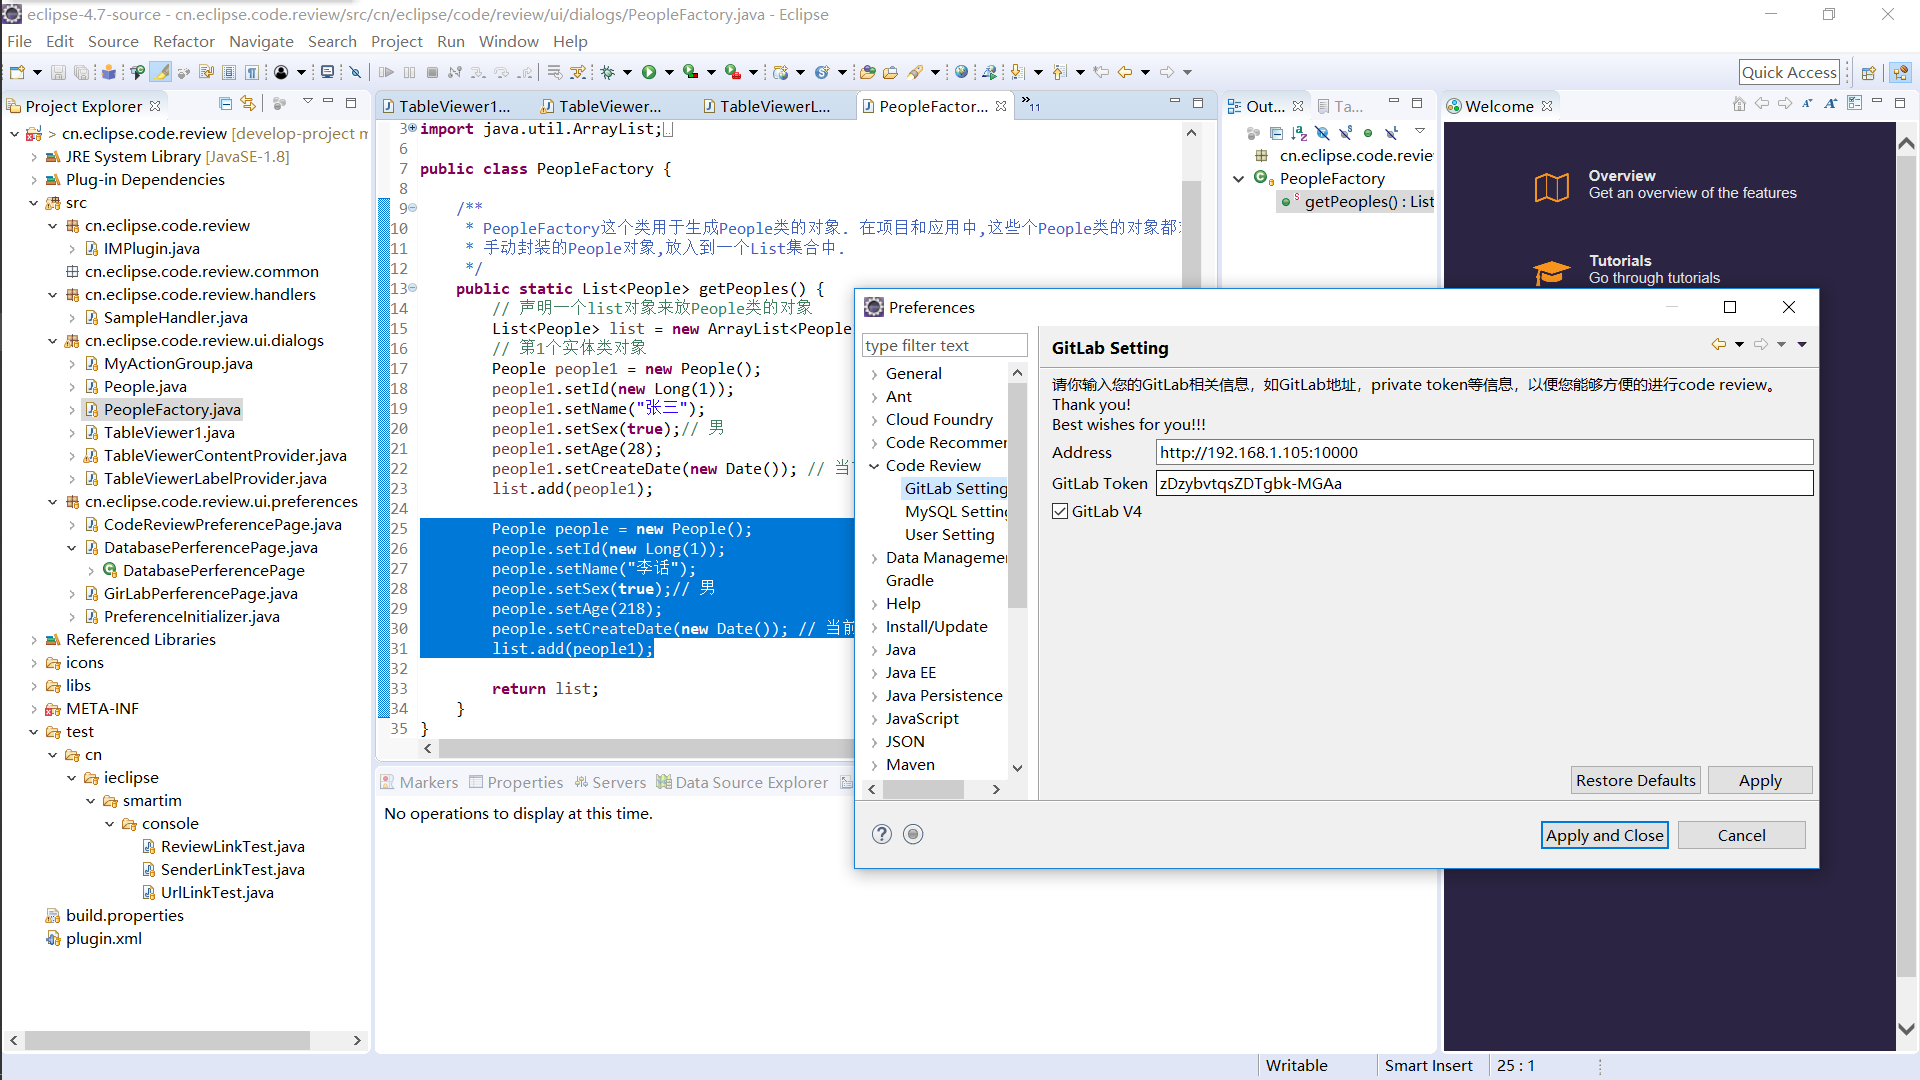 eclipse-4.7-source - cn.eclipse.code.review/src/cn/eclipse/code/review/ui/dialogs/PeopleFactory.java - Eclipse
File Edit Source Refactor Navigate Search Project Run Window Help
Quick Access
Project Explorer
> cn.eclipse.code.review [develop-project m
JRE System Library [JavaSE-1.8]
Plug-in Dependencies
src
cn.eclipse.code.review
IMPlugin.java
cn.eclipse.code.review.common
cn.eclipse.code.review.handlers
SampleHandler.java
cn.eclipse.code.review.ui.dialogs
MyActionGroup.java
People.java
PeopleFactory.java
TableViewer1.java
TableViewerContentProvider.java
TableViewerLabelProvider.java
cn.eclipse.code.review.ui.preferences
CodeReviewPreferencePage.java
DatabasePerferencePage.java
DatabasePerferencePage
GirLabPerferencePage.java
PreferenceInitializer.java
Referenced Libraries
icons
libs
META-INF
test
cn
ieclipse
smartim
console
ReviewLinkTest.java
SenderLinkTest.java
UrlLinkTest.java
build.properties
plugin.xml
TableViewer1... TableViewer... TableViewerL... PeopleFactor... »11
3 import java.util.ArrayList;
6
7 public class PeopleFactory {
8
9 /**
10 * PeopleFactory这个类用于生成People类的对象. 在项目和应用中,这些个People类的对象都
11 * 手动封装的People对象,放入到一个List集合中.
12 */
13 public static List<People> getPeoples() {
14 // 声明一个list对象来放People类的对象
15 List<People> list = new ArrayList<People
16 // 第1个实体类对象
17 People people1 = new People();
18 people1.setId(new Long(1));
19 people1.setName("张三");
20 people1.setSex(true);// 男
21 people1.setAge(28);
22 people1.setCreateDate(new Date()); // 当
23 list.add(people1);
24
25 People people = new People();
26 people.setId(new Long(1));
27 people.setName("李话");
28 people.setSex(true);// 男
29 people.setAge(218);
30 people.setCreateDate(new Date()); // 当前
31 list.add(people1);
32
33 return list;
34 }
35 }
Markers Properties Servers Data Source Explorer
No operations to display at this time.
Out... Ta...
cn.eclipse.code.revie
PeopleFactory
getPeoples() : List
Welcome
Overview
Get an overview of the features
Tutorials
Go through tutorials
Preferences
type filter text
General
Ant
Cloud Foundry
Code Recommer
Code Review
GitLab Setting
MySQL Setting
User Setting
Data Managemer
Gradle
Help
Install/Update
Java
Java EE
Java Persistence
JavaScript
JSON
Maven
GitLab Setting
请你输入您的GitLab相关信息，如GitLab地址，private token等信息，以便您能够方便的进行code review。
Thank you!
Best wishes for you!!!
Address http://192.168.1.105:10000
GitLab Token zDzybvtqsZDTgbk-MGAa
GitLab V4
Restore Defaults Apply
Apply and Close Cancel
Writable Smart Insert 25 : 1